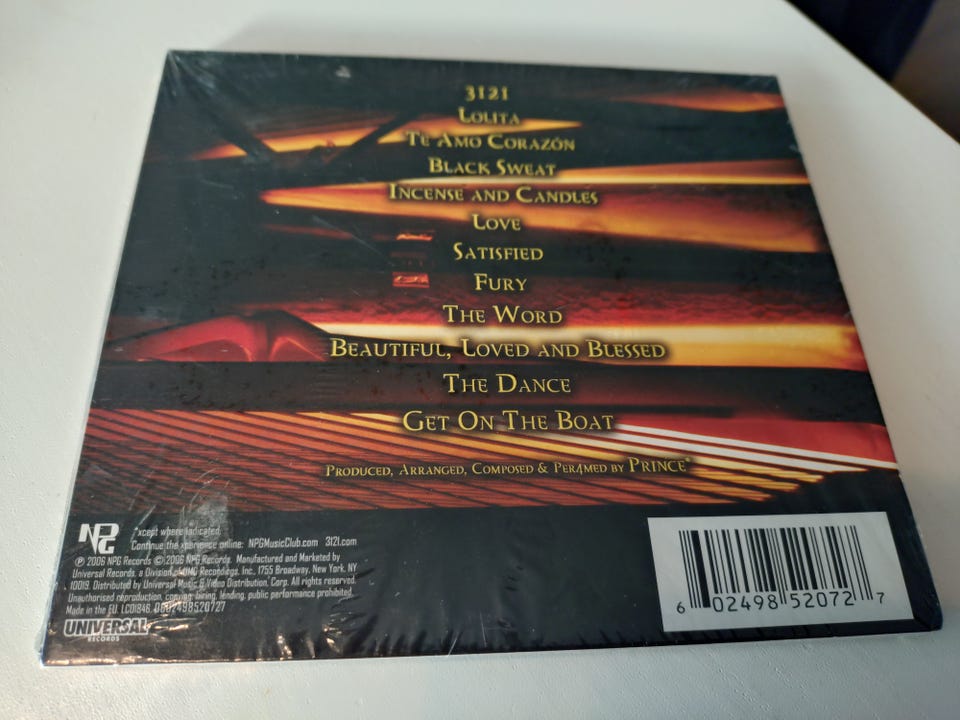 3121
Lolita
Te Amo Corazón
Black Sweat
Incense and Candles
Love
Satisfied
Fury
The Word
Beautiful, Loved and Blessed
The Dance
Get On The Boat
Produced, Arranged, Composed & Per4med by Prince*
NPG
*xcept where indicated.
Continue the xperience online: NPGMusicClub.com 3121.com
℗ 2006 NPG Records © 2006 NPG Records. Manufactured and Marketed by
Universal Records, a Division of UMG Recordings, Inc., 1755 Broadway, New York, NY
10019. Distributed by Universal Music & Video Distribution, Corp. All rights reserved.
Unauthorised reproduction, copying, hiring, lending, public performance prohibited.
Made in the EU. LC01846. 0602498520727
UNIVERSAL
RECORDS
6 02498 52072 7